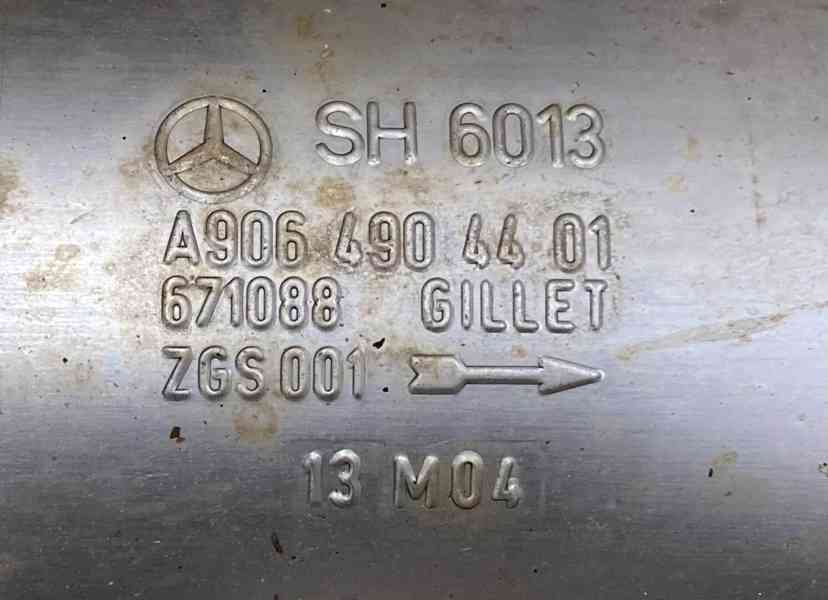 SH 6013
A906 490 44 01
671088 GILLET
ZGS 001
13 M04